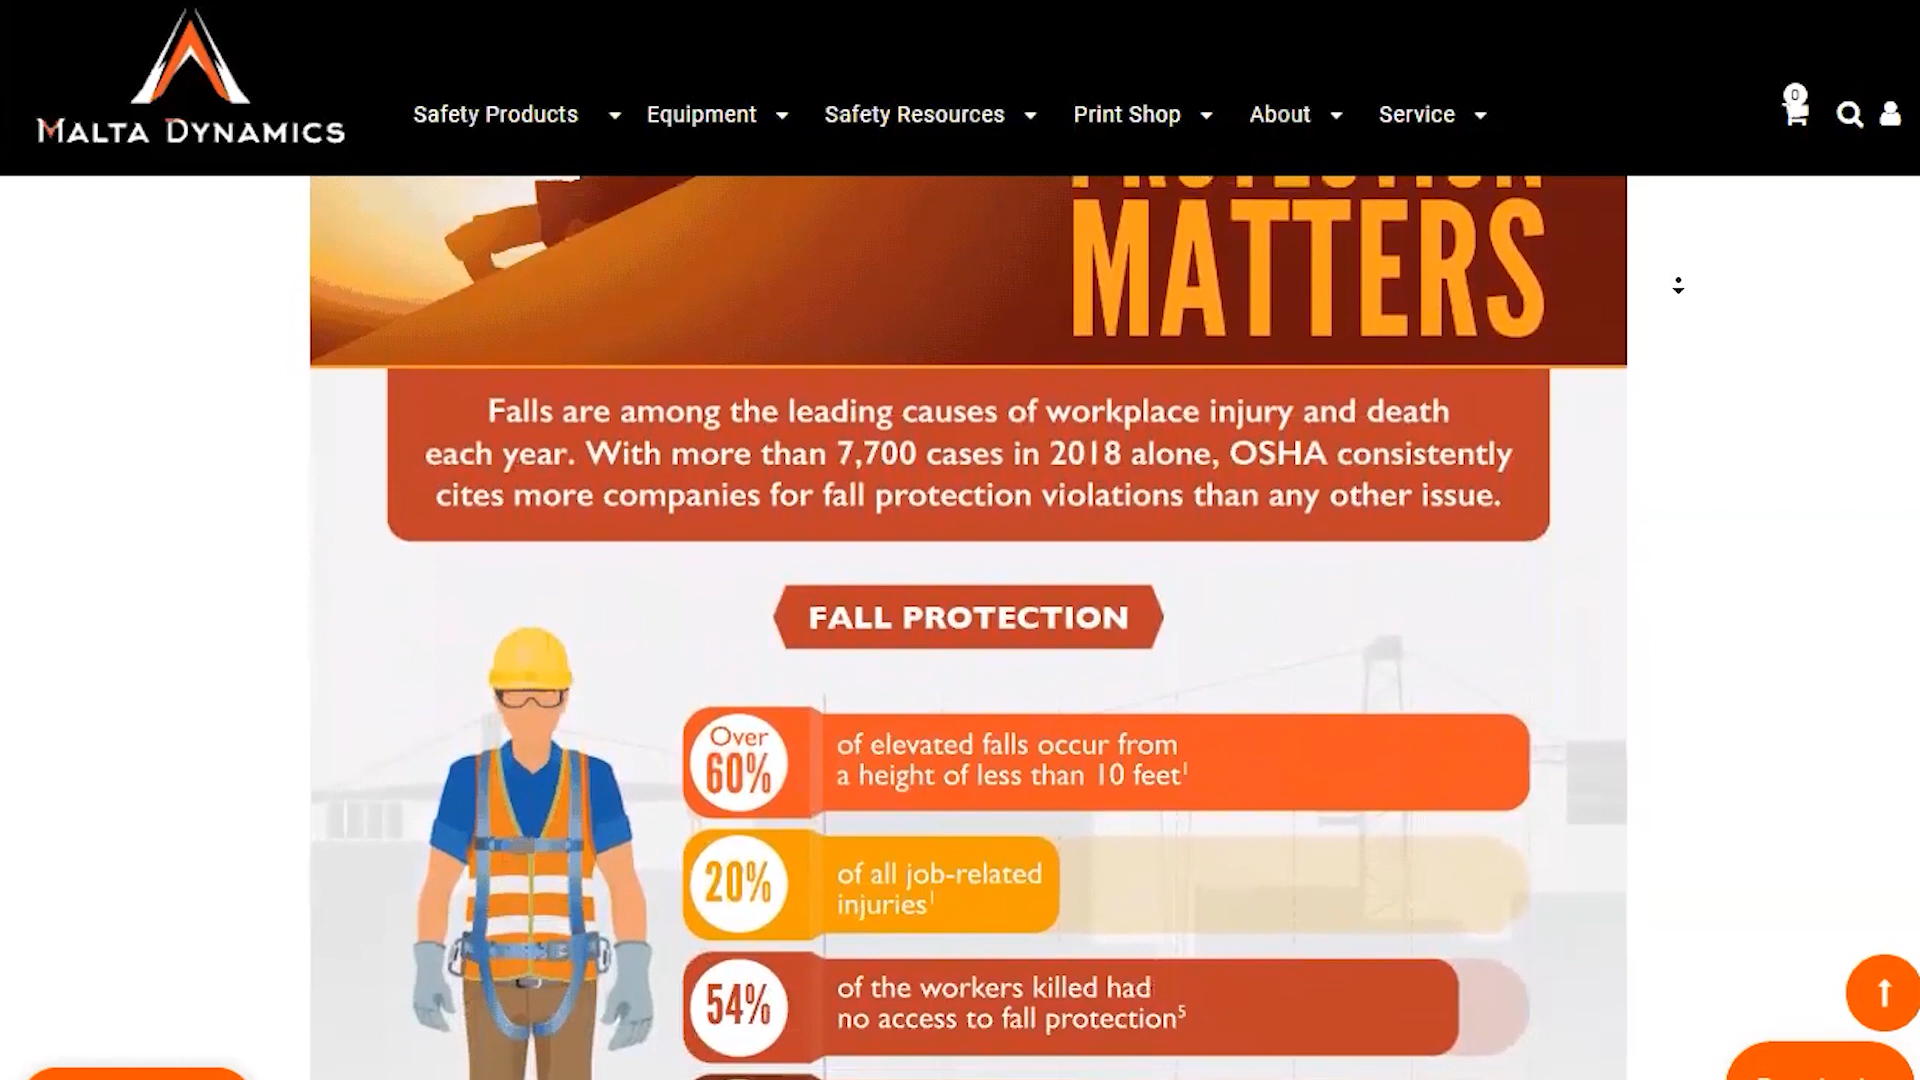 MALTA DYNAMICS
Safety Products
Equipment
Safety Resources
Print Shop
About
Service
0
PROTECTION
MATTERS
Falls are among the leading causes of workplace injury and death
each year. With more than 7,700 cases in 2018 alone, OSHA consistently
cites more companies for fall protection violations than any other issue.
FALL PROTECTION
Over
60%
of elevated falls occur from
a height of less than 10 feet¹
20%
of all job-related
injuries¹
54%
of the workers killed had
no access to fall protection⁵